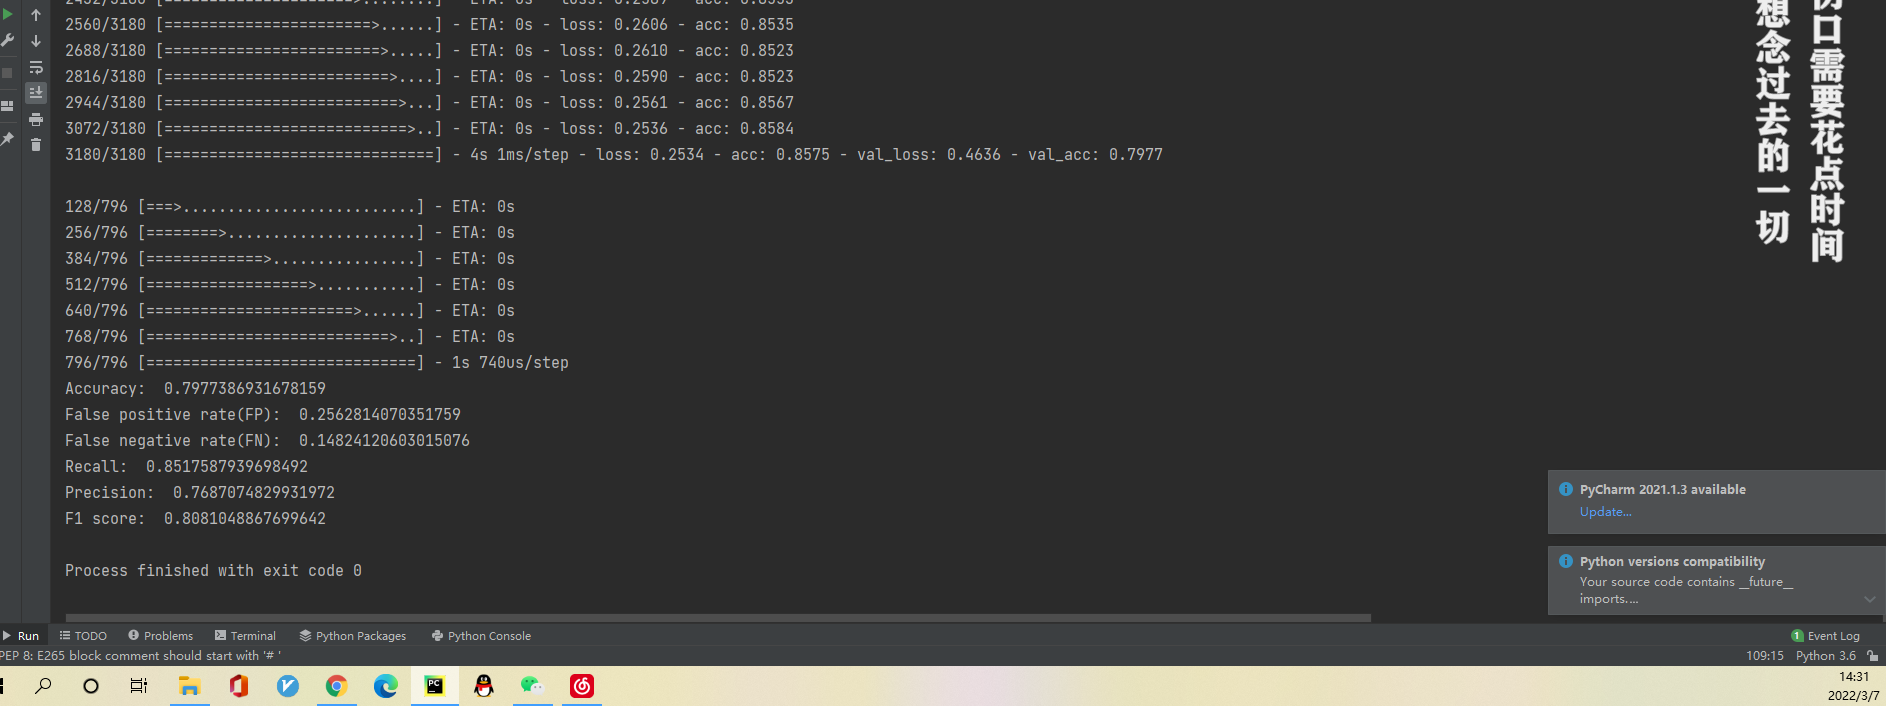 2560/3180 [========================>......] - ETA: 0s - loss: 0.2606 - acc: 0.8535
2688/3180 [=========================>.....] - ETA: 0s - loss: 0.2610 - acc: 0.8523
2816/3180 [==========================>....] - ETA: 0s - loss: 0.2590 - acc: 0.8523
2944/3180 [===========================>...] - ETA: 0s - loss: 0.2561 - acc: 0.8567
3072/3180 [============================>..] - ETA: 0s - loss: 0.2536 - acc: 0.8584
3180/3180 [==============================] - 4s 1ms/step - loss: 0.2534 - acc: 0.8575 - val_loss: 0.4636 - val_acc: 0.7977
128/796 [===>..........................] - ETA: 0s
256/796 [========>.....................] - ETA: 0s
384/796 [=============>................] - ETA: 0s
512/796 [==================>...........] - ETA: 0s
640/796 [=======================>......] - ETA: 0s
768/796 [===========================>..] - ETA: 0s
796/796 [==============================] - 1s 740us/step
Accuracy:  0.7977386931678159
False positive rate(FP):  0.2562814070351759
False negative rate(FN):  0.14824120603015076
Recall:  0.8517587939698492
Precision:  0.7687074829931972
F1 score:  0.8081048867699642
Process finished with exit code 0
口需要花点时间
想念过去的一切
PyCharm 2021.1.3 available
Update...
Python versions compatibility
Your source code contains __future__
imports....
Run TODO Problems Terminal Python Packages Python Console Event Log
PEP 8: E265 block comment should start with '# '
109:15 Python 3.6
14:31
2022/3/7